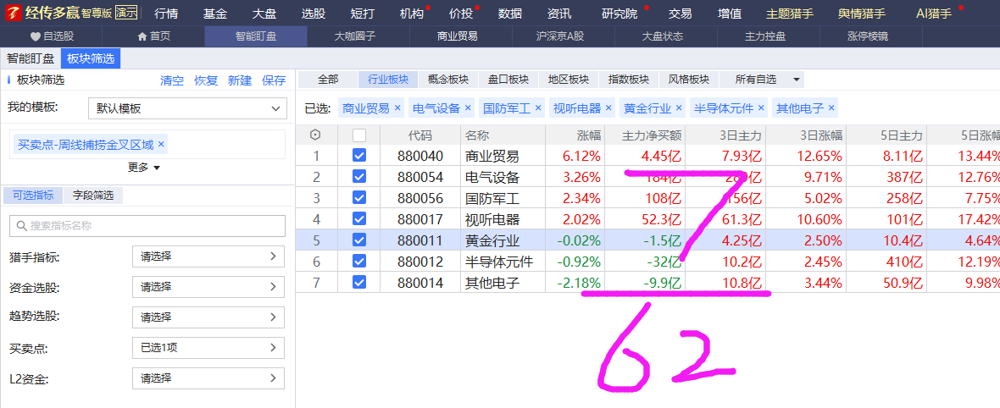 经传多赢 智尊版 演示 行情 基金 大盘 选股 短打 机构 价投 数据 资讯 研究院 交易 增值 主题猎手 舆情猎手 AI猎手
自选股 首页 智能盯盘 大咖圈子 商业贸易 沪深京A股 大盘状态 主力控盘 涨停棱镜
智能盯盘 板块筛选
板块筛选 清空 恢复 新建 保存
我的模板: 默认模板
买卖点-周线捕捞金叉区域 ×
更多
可选指标 字段筛选
搜索指标名称
猎手指标: 请选择
资金选股: 请选择
趋势选股: 请选择
买卖点: 已选1项
L2资金: 请选择
全部 行业板块 概念板块 盘口板块 地区板块 指数板块 风格板块 所有自选
已选: 商业贸易 × 电气设备 × 国防军工 × 视听电器 × 黄金行业 × 半导体元件 × 其他电子 ×
代码 名称 涨幅 主力净买额 3日主力 3日涨幅 5日主力 5日涨幅
1 880040 商业贸易 6.12% 4.45亿 7.93亿 12.65% 8.11亿 13.44%
2 880054 电气设备 3.26% 184亿 9.71% 387亿 12.76%
3 880056 国防军工 2.34% 108亿 156亿 5.02% 258亿 7.75%
4 880017 视听电器 2.02% 52.3亿 61.3亿 10.60% 101亿 17.42%
5 880011 黄金行业 -0.02% -1.5亿 4.25亿 2.50% 10.4亿 4.64%
6 880012 半导体元件 -0.92% -32亿 10.2亿 2.45% 410亿 12.19%
7 880014 其他电子 -2.18% -9.9亿 10.8亿 3.44% 50.9亿 9.98%
7
62